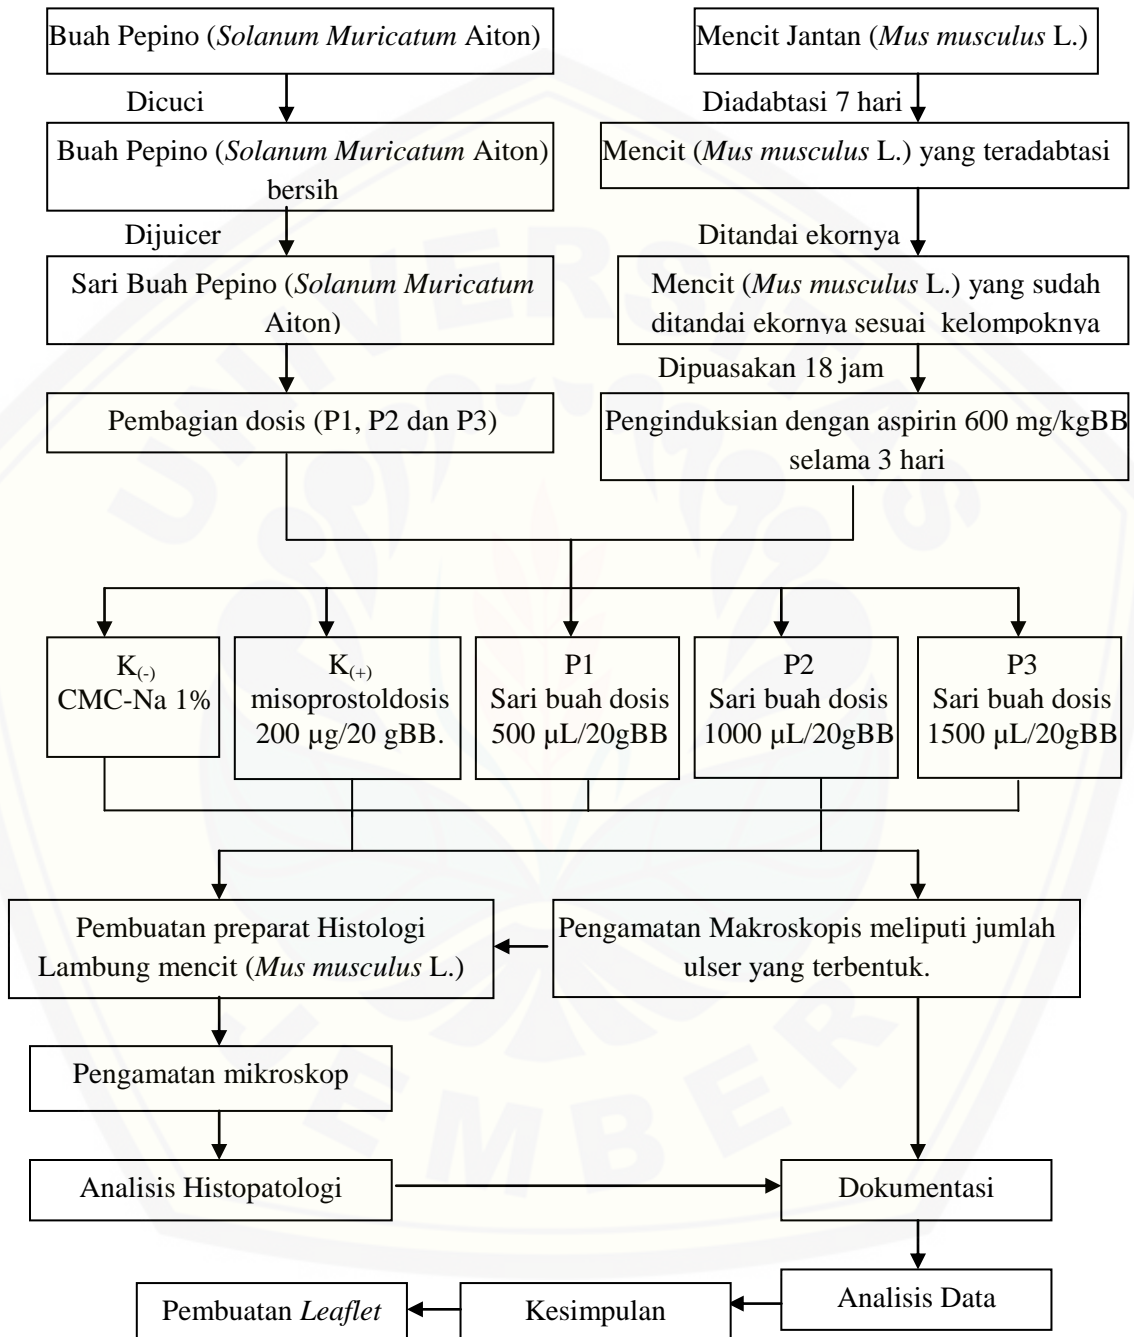 Buah Pepino (Solanum Muricatum Aiton)
Mencit Jantan (Mus musculus L.)
Dicuci
Diadabtasi 7 hari
Buah Pepino (Solanum Muricatum Aiton)
bersih
Mencit (Mus musculus L.) yang teradabtasi
Dijuicer
Ditandai ekornya
Sari Buah Pepino (Solanum Muricatum
Aiton)
Mencit (Mus musculus L.) yang sudah
ditandai ekornya sesuai kelompoknya
Dipuasakan 18 jam
Pembagian dosis (P1, P2 dan P3)
Penginduksian dengan aspirin 600 mg/kgBB
selama 3 hari
K(-)
CMC-Na 1%
K(+)
misoprostoldosis
200 µg/20 gBB.
P1
Sari buah dosis
500 µL/20gBB
P2
Sari buah dosis
1000 µL/20gBB
P3
Sari buah dosis
1500 µL/20gBB
Pembuatan preparat Histologi
Lambung mencit (Mus musculus L.)
Pengamatan Makroskopis meliputi jumlah
ulser yang terbentuk.
Pengamatan mikroskop
Analisis Histopatologi
Dokumentasi
Analisis Data
Kesimpulan
Pembuatan Leaflet
UNIVERSITAS
JEMBER